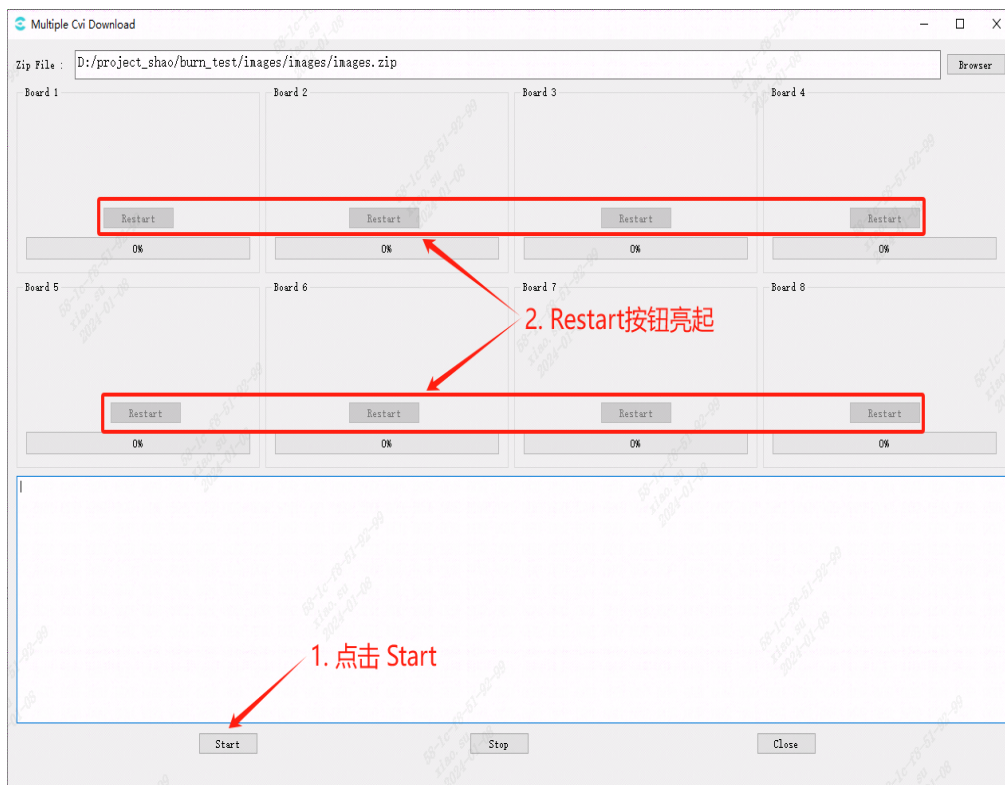 Multiple Cvi Download
Zip File : D:/project_shao/burn_test/images/images/images.zip Browser
Board 1 Board 2 Board 3 Board 4
Restart Restart Restart Restart
0% 0% 0% 0%
Board 5 Board 6 Board 7 Board 8
2. Restart按钮亮起
Restart Restart Restart Restart
0% 0% 0% 0%
1. 点击 Start
Start Stop Close